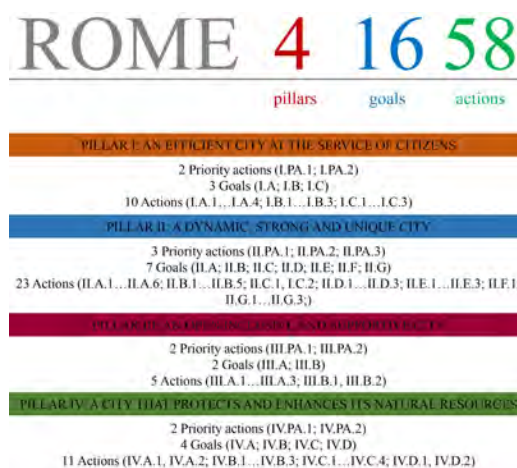 ROME 4 16 58
pillars goals actions
PILLAR I: AN EFFICIENT CITY AT THE SERVICE OF CITIZENS
2 Priority actions (I.PA.1; I.PA.2)
3 Goals (I.A; I.B; I.C)
10 Actions (I.A.1…I.A.4; I.B.1…I.B.3; I.C.1…I.C.3)
PILLAR II: A DYNAMIC, STRONG AND UNIQUE CITY
3 Priority actions (II.PA.1; II.PA.2; II.PA.3)
7 Goals (II.A; II.B; II.C; II.D; II.E; II.F; II.G)
23 Actions (II.A.1…II.A.6; II.B.1…II.B.5; II.C.1, II.C.2; II.D.1…II.D.3; II.E.1…II.E.3; II.F.1
II.G.1…II.G.3;)
PILLAR III: AN OPEN, INCLUSIVE, AND SUPPORTIVE CITY
2 Priority actions (III.PA.1; III.PA.2)
2 Goals (III.A; III.B)
5 Actions (III.A.1…III.A.3; III.B.1, III.B.2)
PILLAR IV: A CITY THAT PROTECTS AND ENHANCES ITS NATURAL RESOURCES
2 Priority actions (IV.PA.1; IV.PA.2)
4 Goals (IV.A; IV.B; IV.C; IV.D)
11 Actions (IV.A.1, IV.A.2; IV.B.1…IV.B.3; IV.C.1…IV.C.4; IV.D.1, IV.D.2)